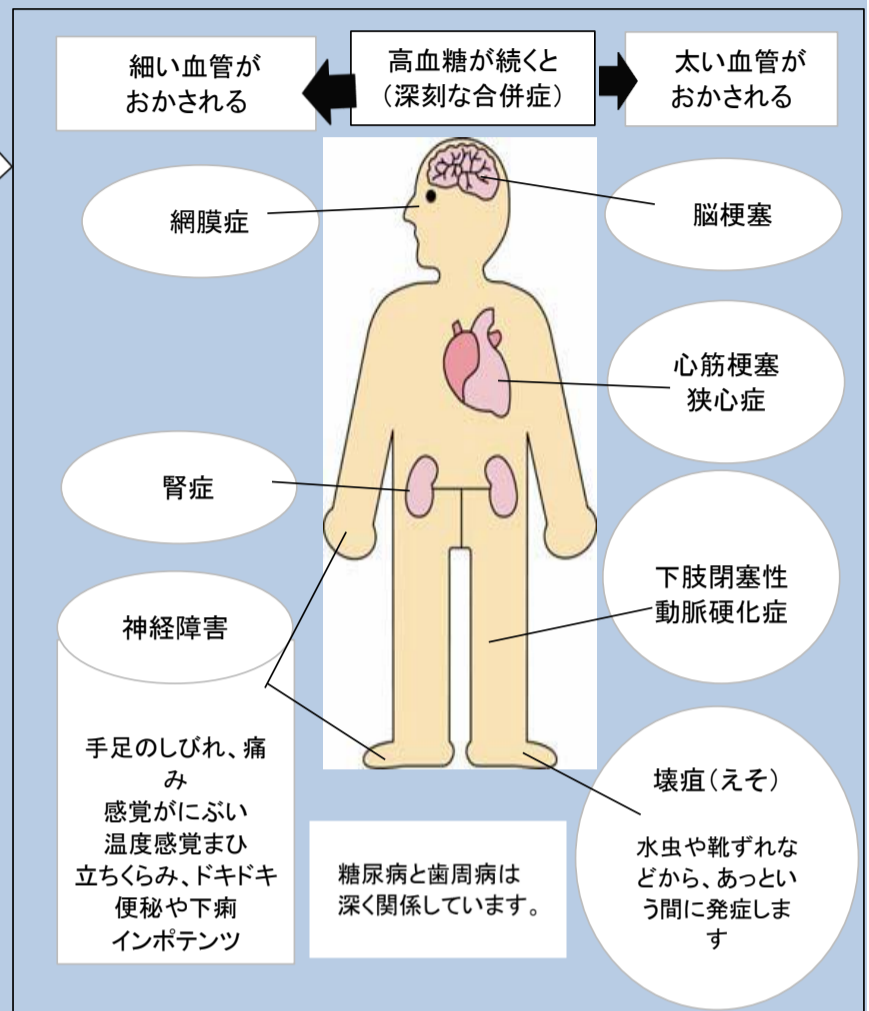 細い血管が
おかされる
高血糖が続くと
（深刻な合併症）
太い血管が
おかされる
網膜症
脳梗塞
心筋梗塞
狭心症
腎症
下肢閉塞性
動脈硬化症
神経障害
手足のしびれ、痛
み
感覚がにぶい
温度感覚まひ
立ちくらみ、ドキドキ
便秘や下痢
インポテンツ
糖尿病と歯周病は
深く関係しています。
壊疽（えそ）
水虫や靴ずれな
どから、あっとい
う間に発症しま
す